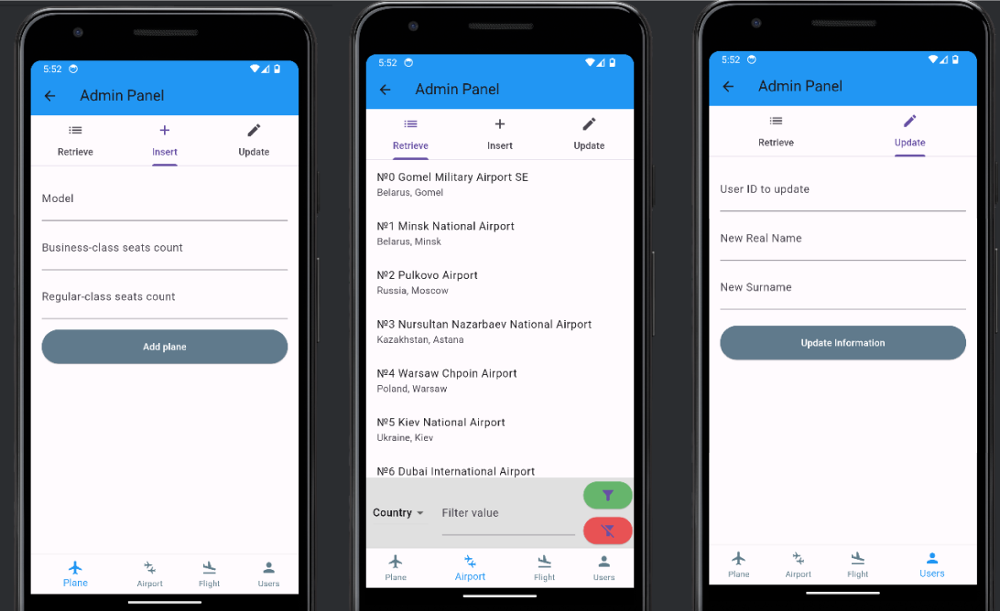 5:52
Admin Panel
Retrieve Insert Update
Model
Business-class seats count
Regular-class seats count
Add plane
Plane Airport Flight Users
5:52
Admin Panel
Retrieve Insert Update
№0 Gomel Military Airport SE
Belarus, Gomel
№1 Minsk National Airport
Belarus, Minsk
№2 Pulkovo Airport
Russia, Moscow
№3 Nursultan Nazarbaev National Airport
Kazakhstan, Astana
№4 Warsaw Chpoin Airport
Poland, Warsaw
№5 Kiev National Airport
Ukraine, Kiev
№6 Dubai International Airport
Country Filter value
Plane Airport Flight Users
5:52
Admin Panel
Retrieve Update
User ID to update
New Real Name
New Surname
Update Information
Plane Airport Flight Users